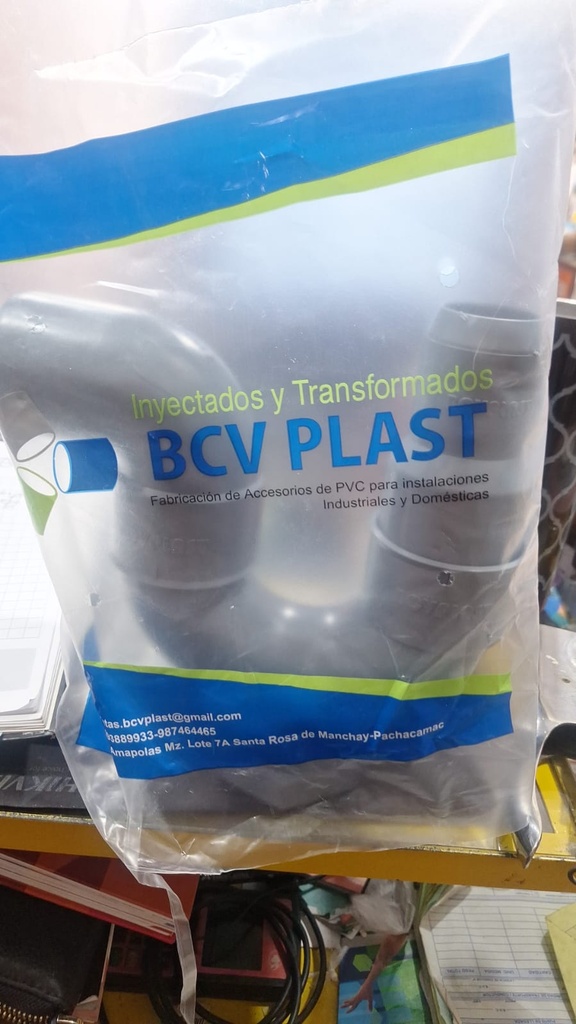 Inyectados y Transformados
BCV PLAST
Fabricación de Accesorios de PVC para instalaciones
Industriales y Domésticas
tas.bcvplast@gmail.com
3889933-987464465
Amapolas Mz. Lote 7A Santa Rosa de Manchay-Pachacamac
HIKVI